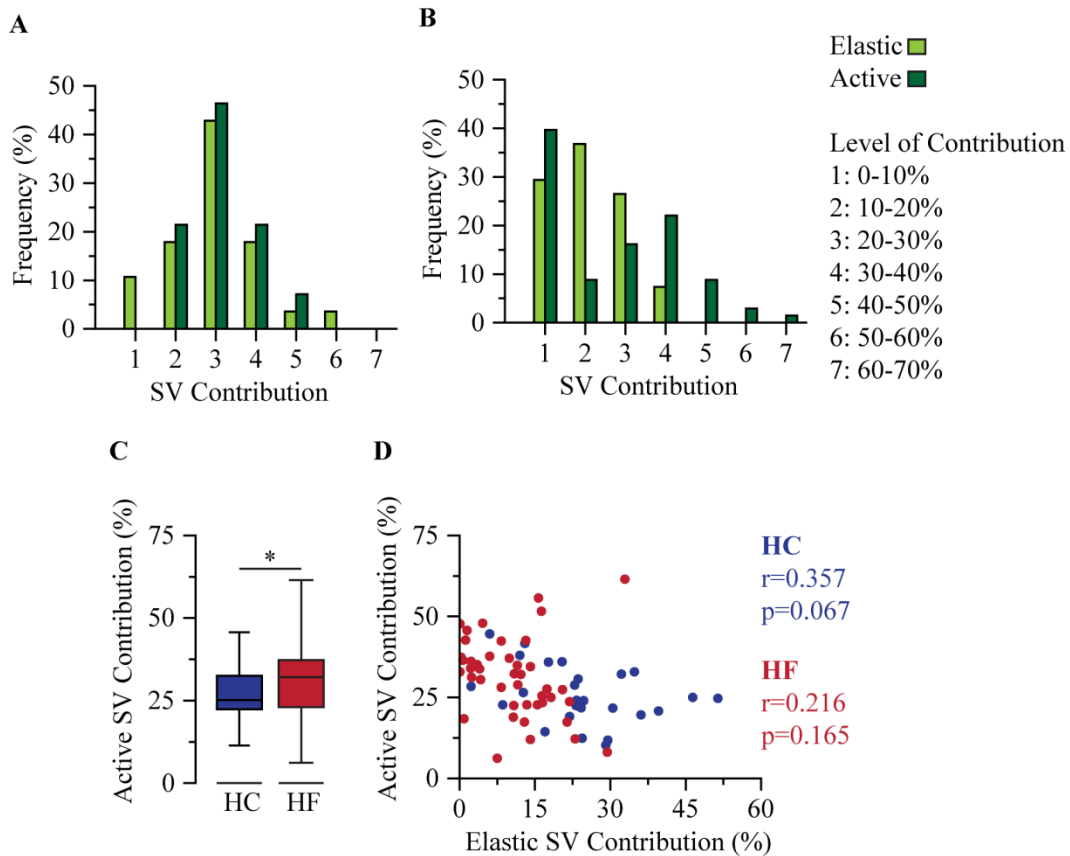 A
Frequency (%)
50
40
30
20
10
0
1 2 3 4 5 6 7
SV Contribution
B
Frequency (%)
50
40
30
20
10
0
1 2 3 4 5 6 7
SV Contribution
Elastic
Active
Level of Contribution
1: 0-10%
2: 10-20%
3: 20-30%
4: 30-40%
5: 40-50%
6: 50-60%
7: 60-70%
C
Active SV Contribution (%)
75
50
25
0
*
HC HF
D
Active SV Contribution (%)
75
50
25
0
0 15 30 45 60
Elastic SV Contribution (%)
HC
r=0.357
p=0.067
HF
r=0.216
p=0.165